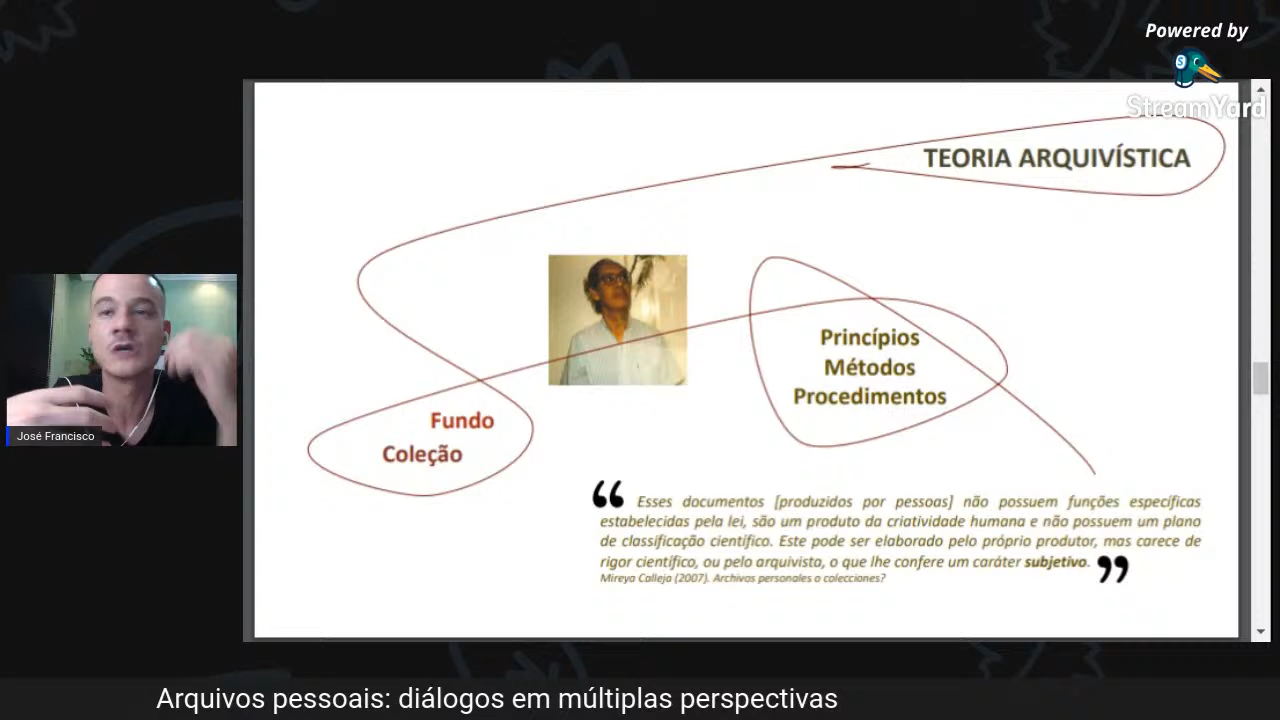 Powered by
StreamYard
TEORIA ARQUIVÍSTICA
Princípios
Métodos
Procedimentos
Fundo
Coleção
José Francisco
“ Esses documentos [produzidos por pessoas] não possuem funções específicas
estabelecidas pela lei, são um produto da criatividade humana e não possuem um plano
de classificação científico. Este pode ser elaborado pelo próprio produtor, mas carece de
rigor científico, ou pelo arquivista, o que lhe confere um caráter subjetivo. ”
Mireya Calleja (2007). Archivos personales o colecciones?
Arquivos pessoais: diálogos em múltiplas perspectivas